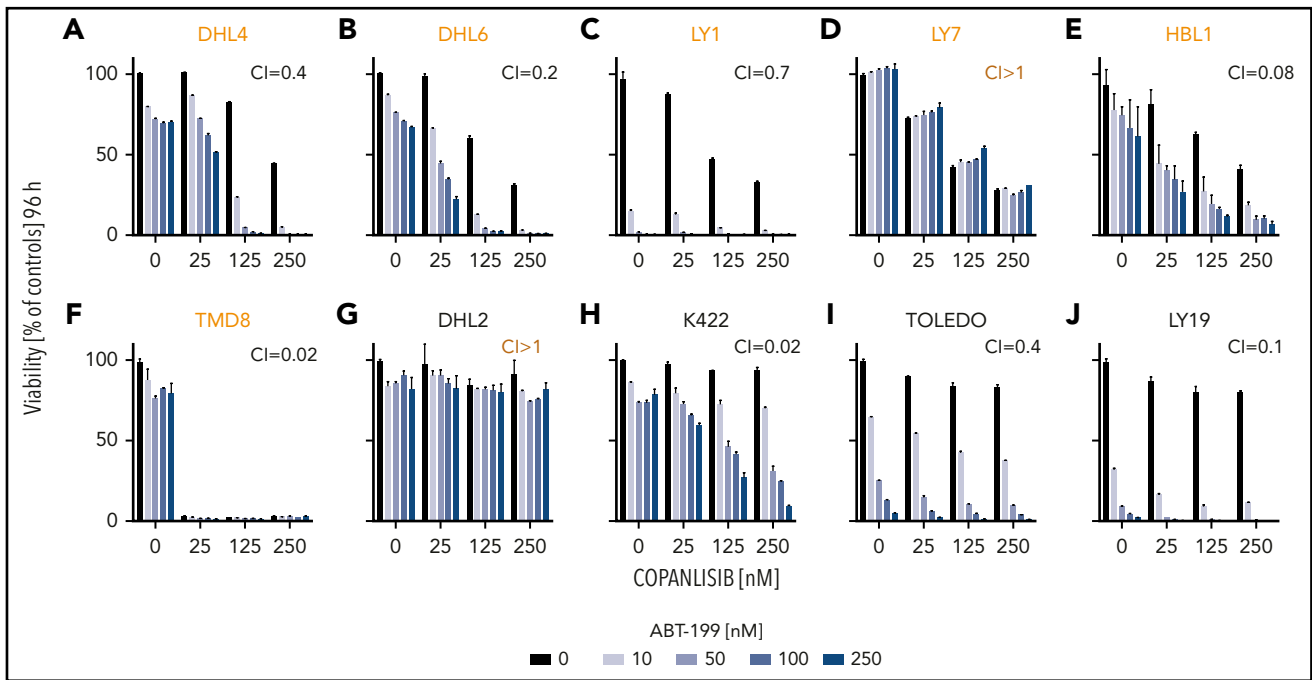 A DHL4 B DHL6 C LY1 D LY7 E HBL1
CI=0.4 CI=0.2 CI=0.7 CI>1 CI=0.08
100
50
0
0 25 125 250 0 25 125 250 0 25 125 250 0 25 125 250 0 25 125 250
Viability [% of controls] 96 h
F TMD8 G DHL2 H K422 I TOLEDO J LY19
CI=0.02 CI>1 CI=0.02 CI=0.4 CI=0.1
100
50
0
0 25 125 250 0 25 125 250 0 25 125 250 0 25 125 250 0 25 125 250
COPANLISIB [nM]
ABT-199 [nM]
0 10 50 100 250